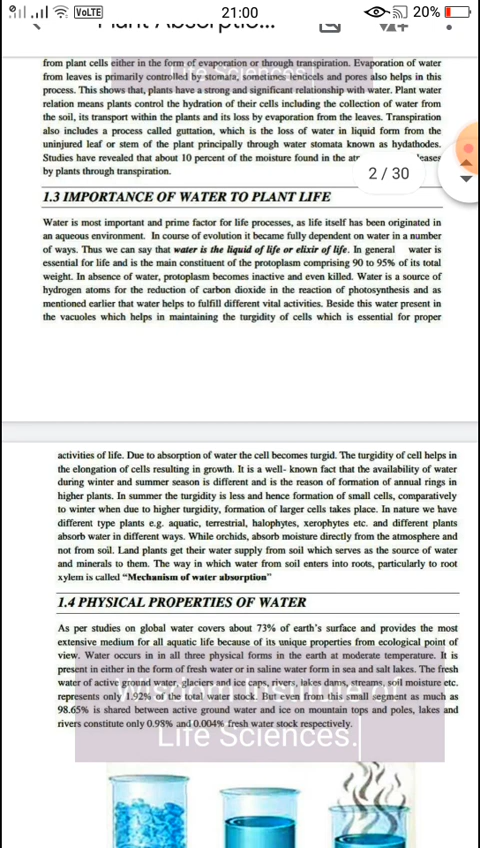 VoLTE
21:00
20%
Plant Absorptio...
from plant cells either in the form of evaporation or through transpiration. Evaporation of water
from leaves is primarily controlled by stomata, sometimes lenticels and pores also helps in this
process. This shows that, plants have a strong and significant relationship with water. Plant water
relation means plants control the hydration of their cells including the collection of water from
the soil, its transport within the plants and its loss by evaporation from the leaves. Transpiration
also includes a process called guttation, which is the loss of water in liquid form from the
uninjured leaf or stem of the plant principally through water stomata known as hydathodes.
Studies have revealed that about 10 percent of the moisture found in the
by plants through transpiration.
2 / 30
1.3 IMPORTANCE OF WATER TO PLANT LIFE
Water is most important and prime factor for life processes, as life itself has been originated in
an aqueous environment. In course of evolution it became fully dependent on water in a number
of ways. Thus we can say that water is the liquid of life or elixir of life. In general water is
essential for life and is the main constituent of the protoplasm comprising 90 to 95% of its total
weight. In absence of water, protoplasm becomes inactive and even killed. Water is a source of
hydrogen atoms for the reduction of carbon dioxide in the reaction of photosynthesis and as
mentioned earlier that water helps to fulfill different vital activities. Beside this water present in
the vacuoles which helps in maintaining the turgidity of cells which is essential for proper
activities of life. Due to absorption of water the cell becomes turgid. The turgidity of cell helps in
the elongation of cells resulting in growth. It is a well- known fact that the availability of water
during winter and summer season is different and is the reason of formation of annual rings in
higher plants. In summer the turgidity is less and hence formation of small cells, comparatively
to winter when due to higher turgidity, formation of larger cells takes place. In nature we have
different type plants e.g. aquatic, terrestrial, halophytes, xerophytes etc. and different plants
absorb water in different ways. While orchids, absorb moisture directly from the atmosphere and
not from soil. Land plants get their water supply from soil which serves as the source of water
and minerals to them. The way in which water from soil enters into roots, particularly to root
xylem is called "Mechanism of water absorption"
1.4 PHYSICAL PROPERTIES OF WATER
As per studies on global water covers about 73% of earth's surface and provides the most
extensive medium for all aquatic life because of its unique properties from ecological point of
view. Water occurs in in all three physical forms in the earth at moderate temperature. It is
present in either in the form of fresh water or in saline water form in sea and salt lakes. The fresh
water of active ground water, glaciers and ice caps, rivers, lakes dams, streams, soil moisture etc.
represents only 1.92% of the total water stock. But even from this small segment as much as
98.65% is shared between active ground water and ice on mountain tops and poles, lakes and
rivers constitute only 0.98% and 0.004% fresh water stock respectively.
Life Sciences.